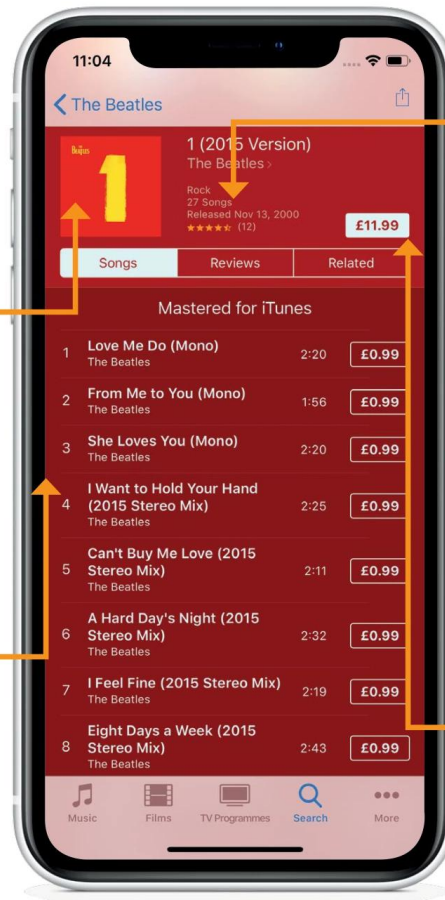 11:04
The Beatles
1 (2015 Version)
The Beatles >
Rock
27 Songs
Released Nov 13, 2000
★★★★⯪ (12)
£11.99
Songs Reviews Related
Mastered for iTunes
1 Love Me Do (Mono) 2:20 £0.99
The Beatles
2 From Me to You (Mono) 1:56 £0.99
The Beatles
3 She Loves You (Mono) 2:20 £0.99
The Beatles
I Want to Hold Your Hand
4 (2015 Stereo Mix) 2:25 £0.99
The Beatles
Can't Buy Me Love (2015
5 Stereo Mix) 2:11 £0.99
The Beatles
A Hard Day's Night (2015
6 Stereo Mix) 2:32 £0.99
The Beatles
7 I Feel Fine (2015 Stereo Mix) 2:19 £0.99
The Beatles
Eight Days a Week (2015
8 Stereo Mix) 2:43 £0.99
The Beatles
Music Films TV Programmes Search More